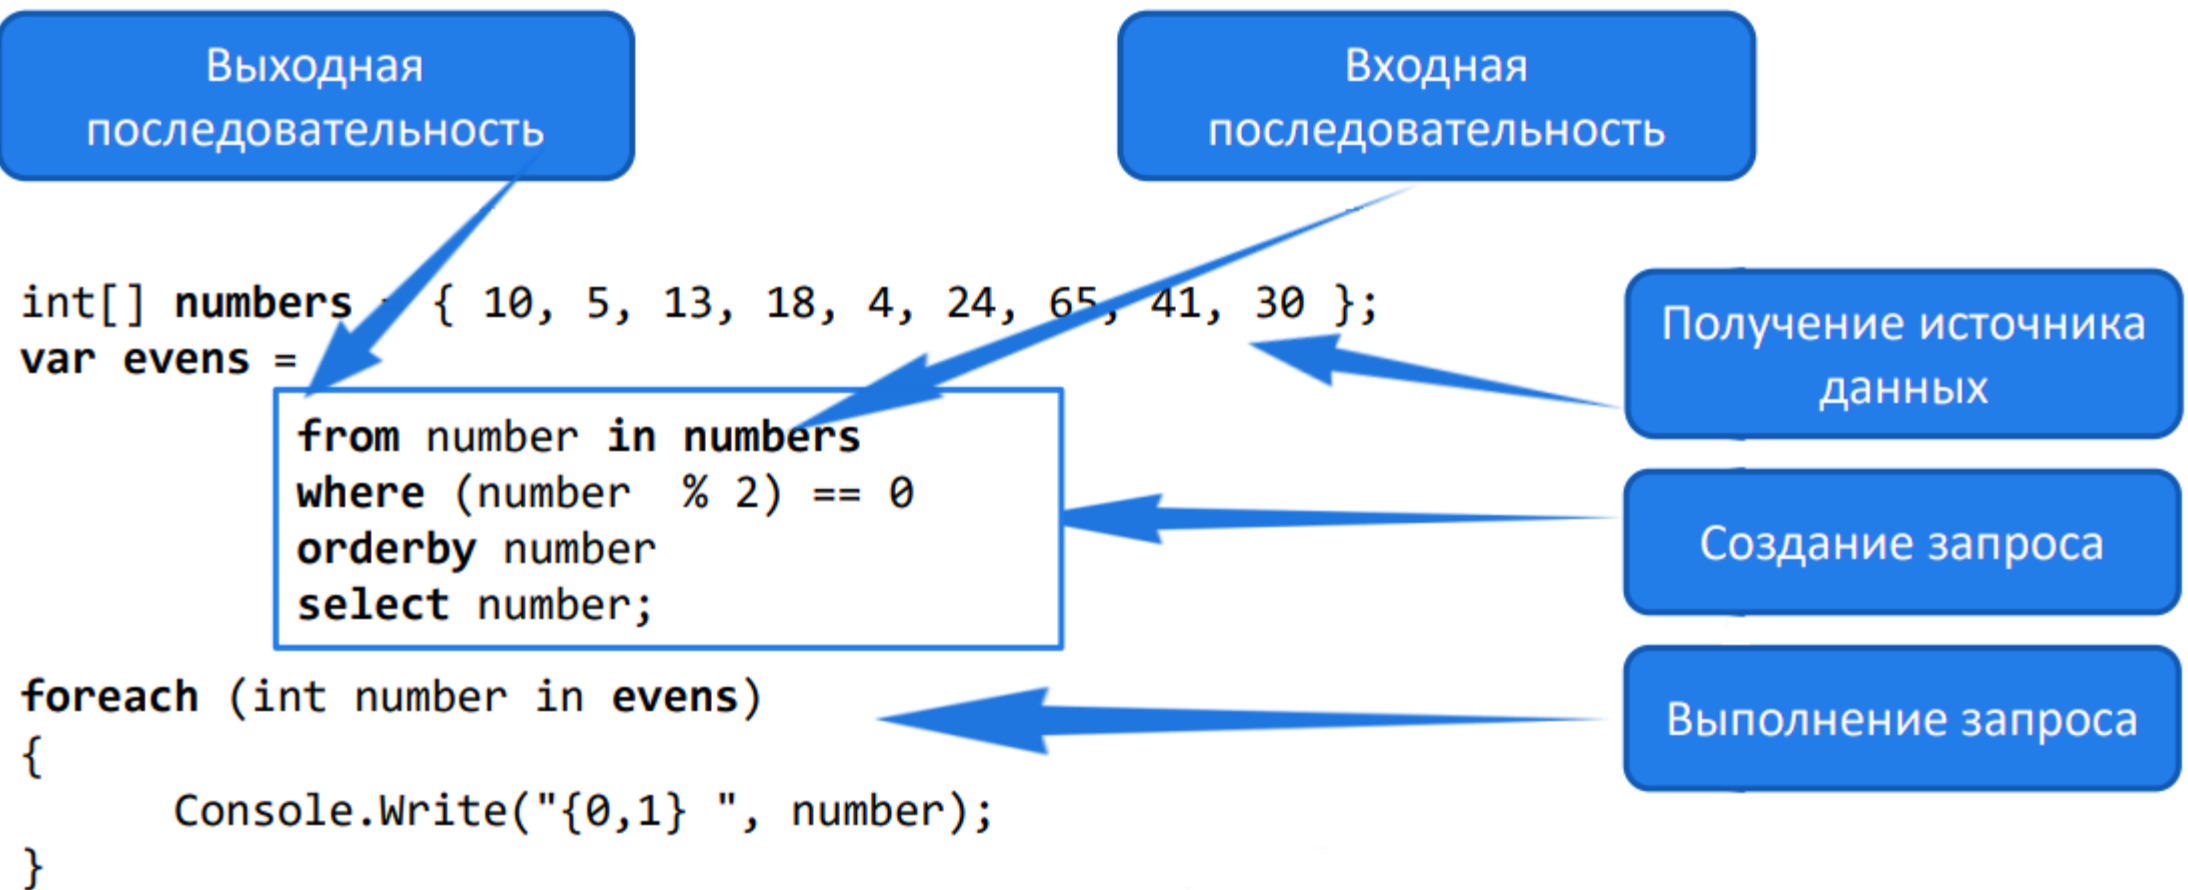 Выходная
последовательность
Входная
последовательность
int[] numbers = { 10, 5, 13, 18, 4, 24, 65, 41, 30 };
var evens =
Получение источника
данных
from number in numbers
where (number  % 2) == 0
orderby number
select number;
Создание запроса
foreach (int number in evens)
{
Console.Write("{0,1} ", number);
}
Выполнение запроса